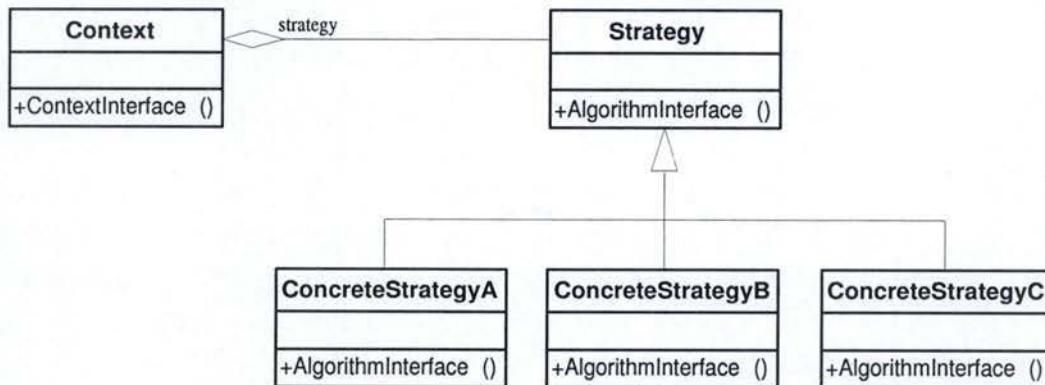 Context
strategy
Strategy
+ContextInterface ()
+AlgorithmInterface ()
ConcreteStrategyA
ConcreteStrategyB
ConcreteStrategyC
+AlgorithmInterface ()
+AlgorithmInterface ()
+AlgorithmInterface ()